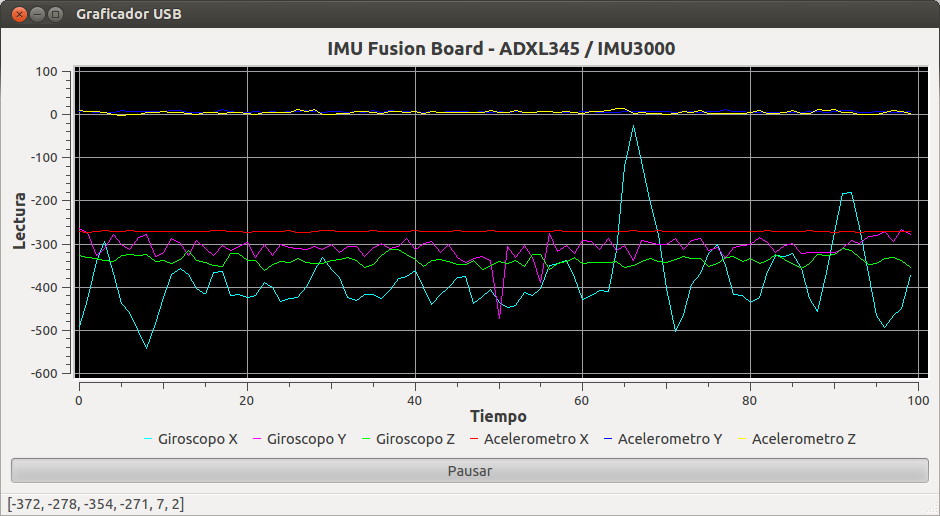 Graficador USB
IMU Fusion Board - ADXL345 / IMU3000
100
0
-100
-200
-300
-400
-500
-600
Lectura
0 20 40 60 80 100
Tiempo
Giroscopo X Giroscopo Y Giroscopo Z Acelerometro X Acelerometro Y Acelerometro Z
Pausar
[-372, -278, -354, -271, 7, 2]